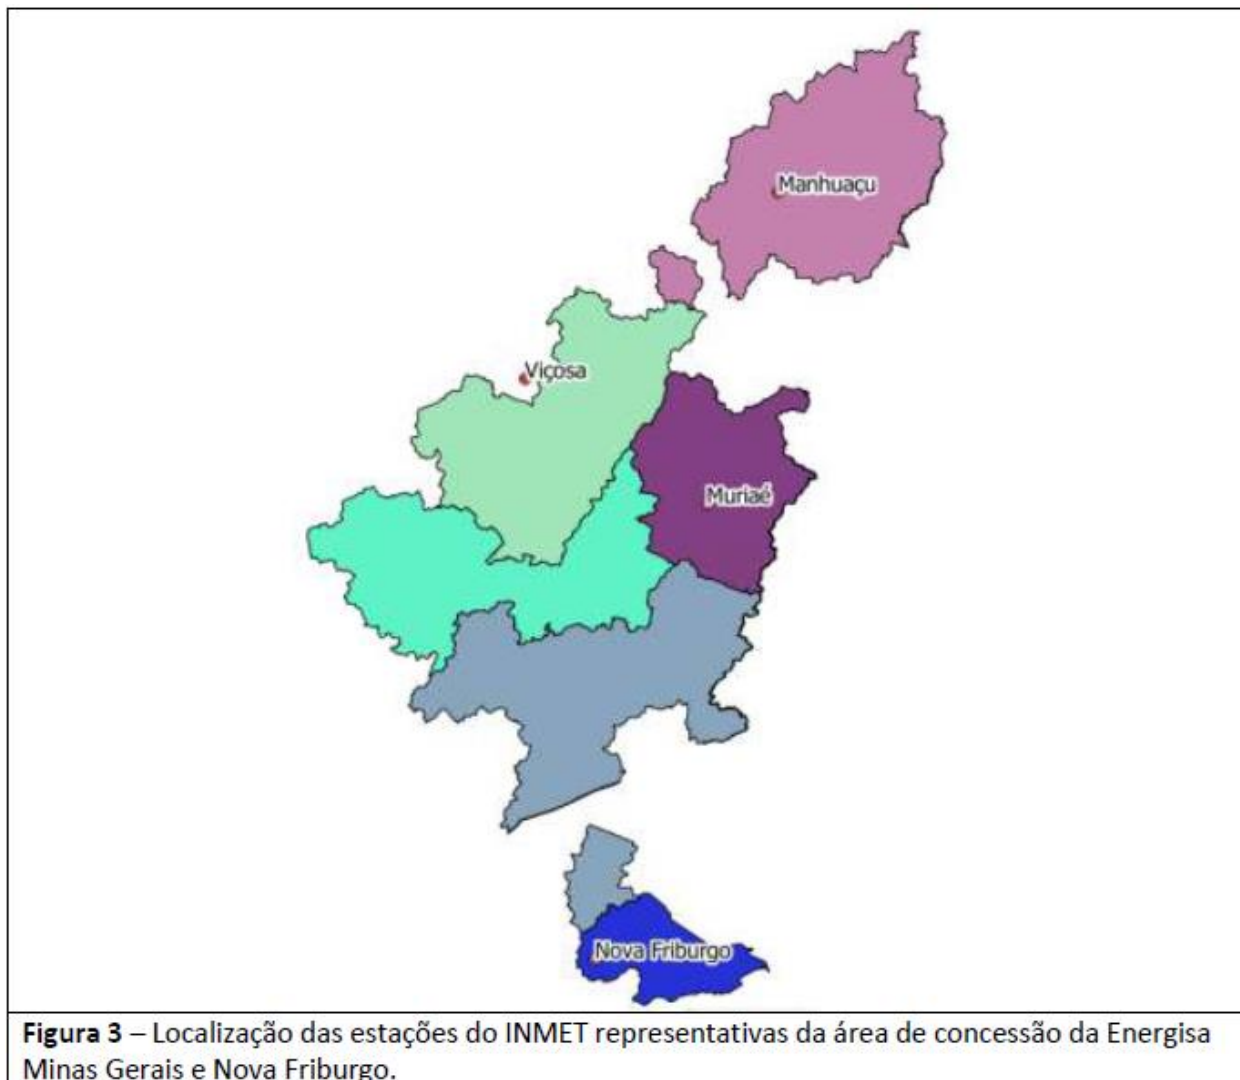 Manhuaçu
Viçosa
Muriaé
Nova Friburgo
Figura 3 – Localização das estações do INMET representativas da área de concessão da Energisa
Minas Gerais e Nova Friburgo.